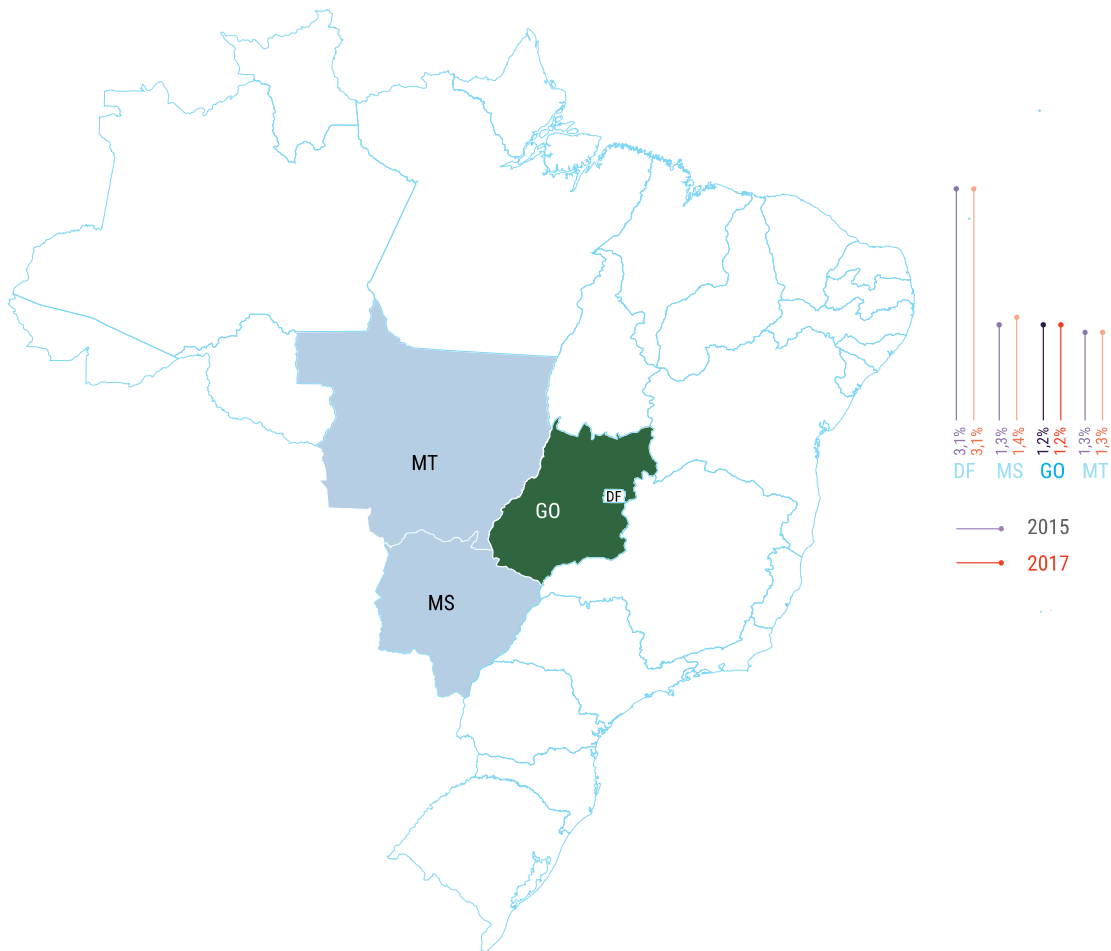 MT
GO
DF
MS
3,1%
3,1%
1,3%
1,4%
1,2%
1,2%
1,3%
1,3%
DF MS GO MT
2015
2017